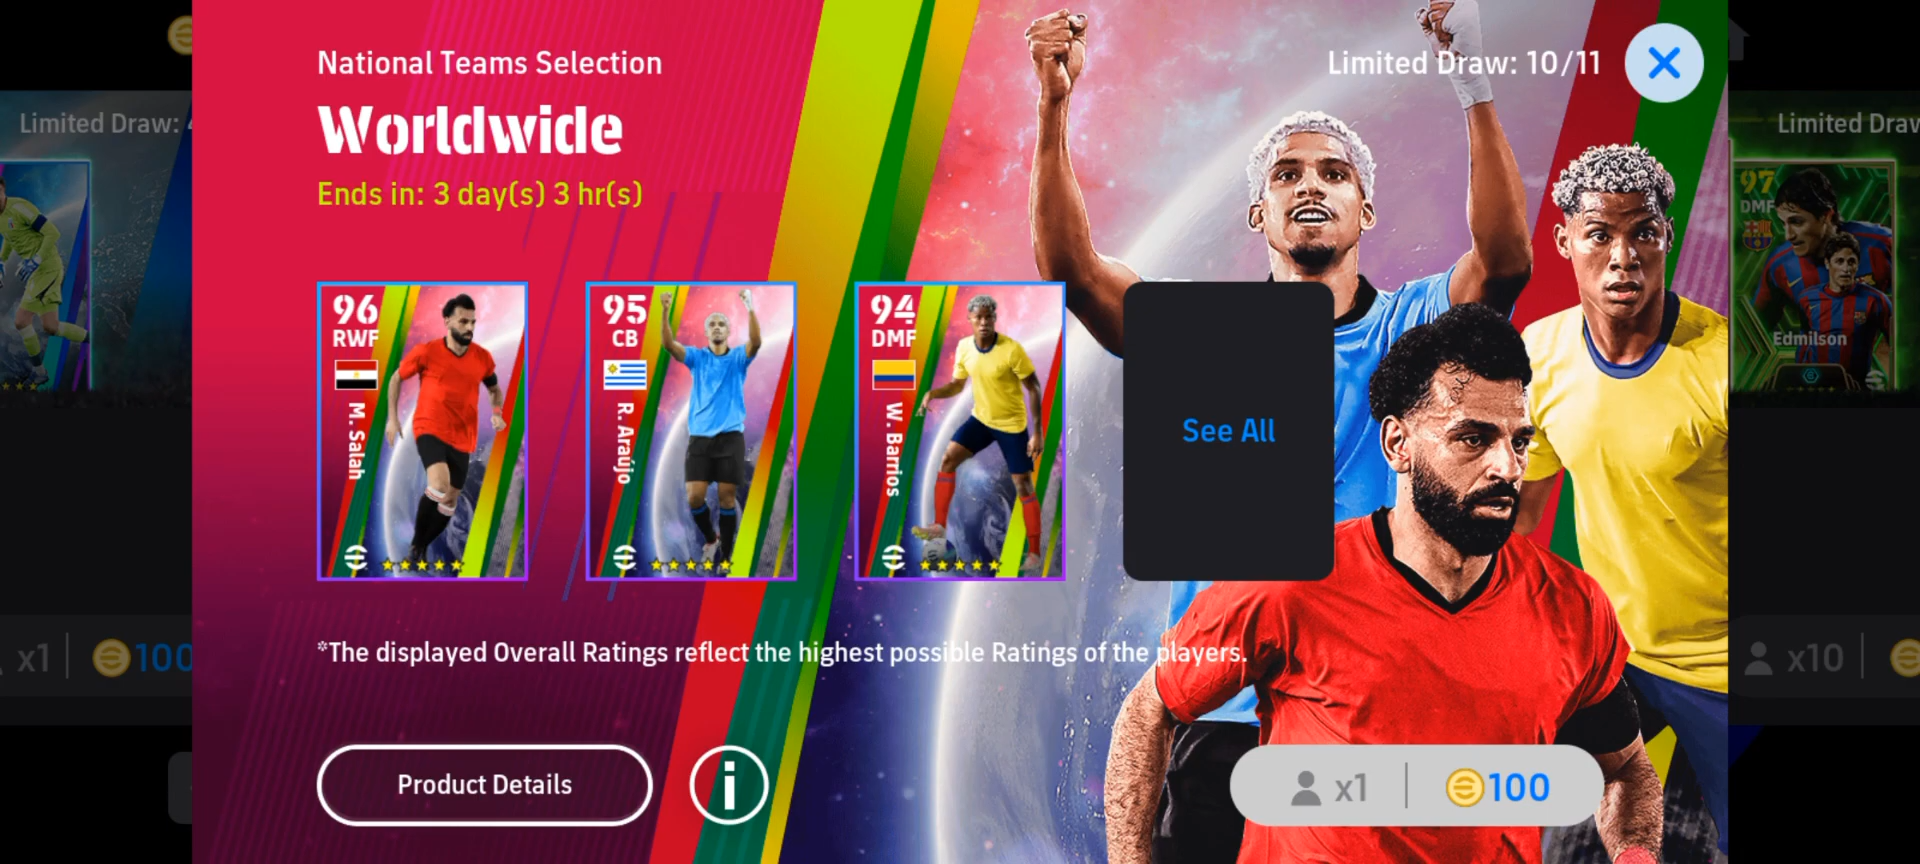 National Teams Selection
Limited Draw: 10/11
Worldwide
Ends in: 3 day(s) 3 hr(s)
Limited Draw:
Limited Draw
96
RWF
M. Salah
95
CB
R. Araújo
94
DMF
W. Barrios
See All
97
DMF
Edmilson
*The displayed Overall Ratings reflect the highest possible Ratings of the players.
x1
100
x10
Product Details
i
x1
100